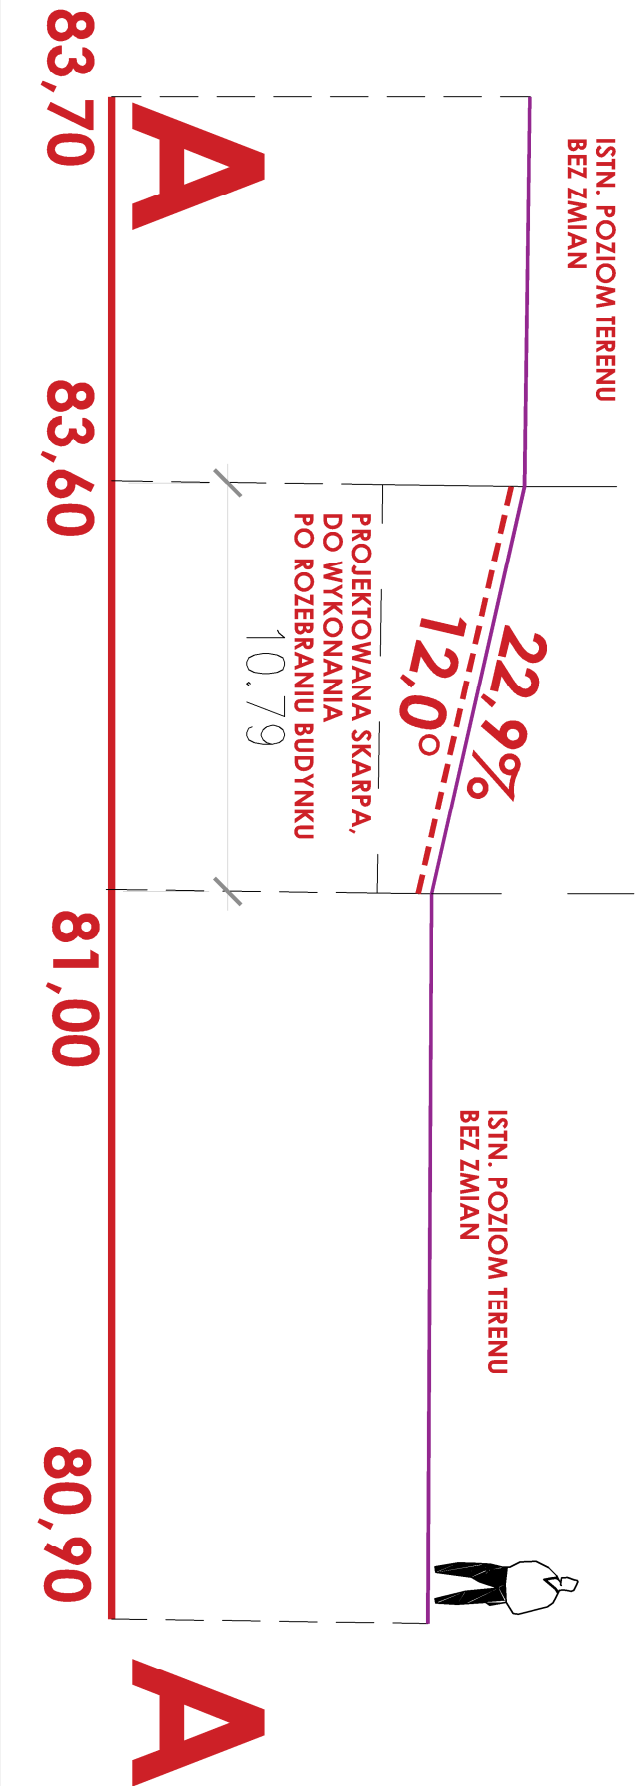 A
A
ISTN. POZIOM TERENU
BEZ ZMIAN
22,9%
12,0°
PROJEKTOWANA SKARPA,
DO WYKONANIA
PO ROZEBRANIU BUDYNKU
10.79
ISTN. POZIOM TERENU
BEZ ZMIAN
83,70
83,60
81,00
80,90